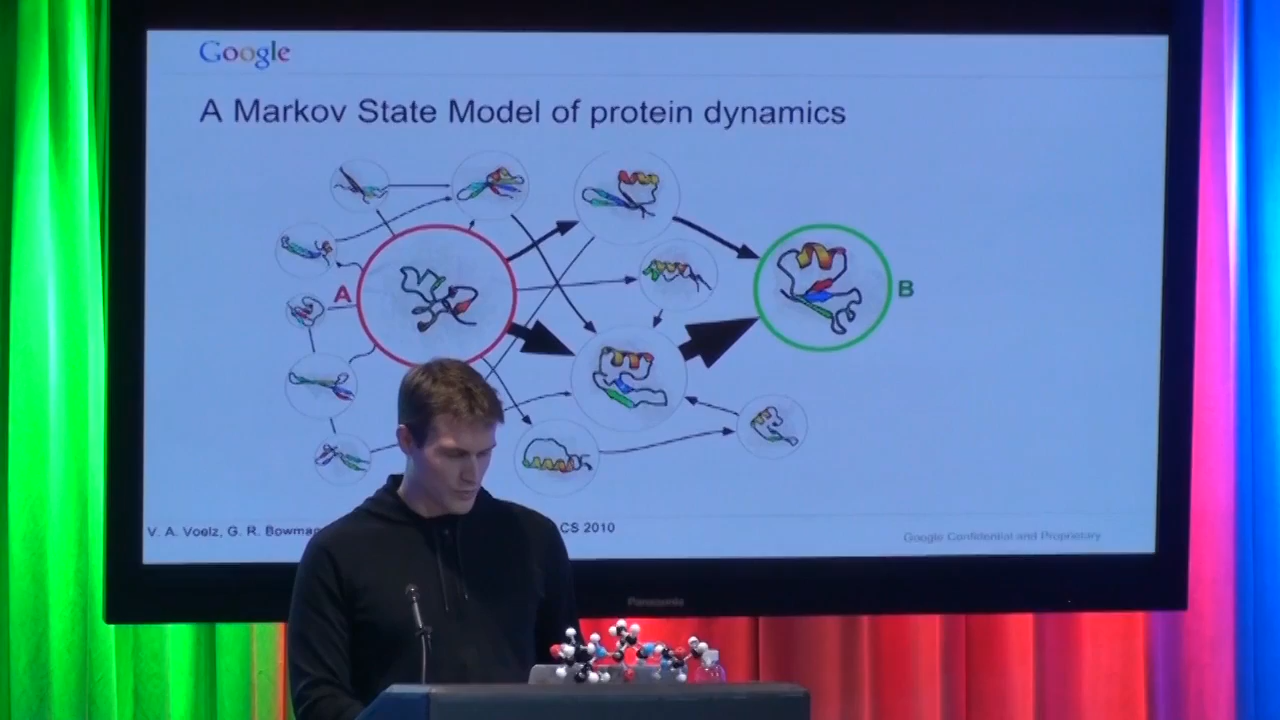 Google
A Markov State Model of protein dynamics
A
B
V. A. Voelz, G. R. Bowman
CS 2010
Google Confidential and Proprietary
Panasonic